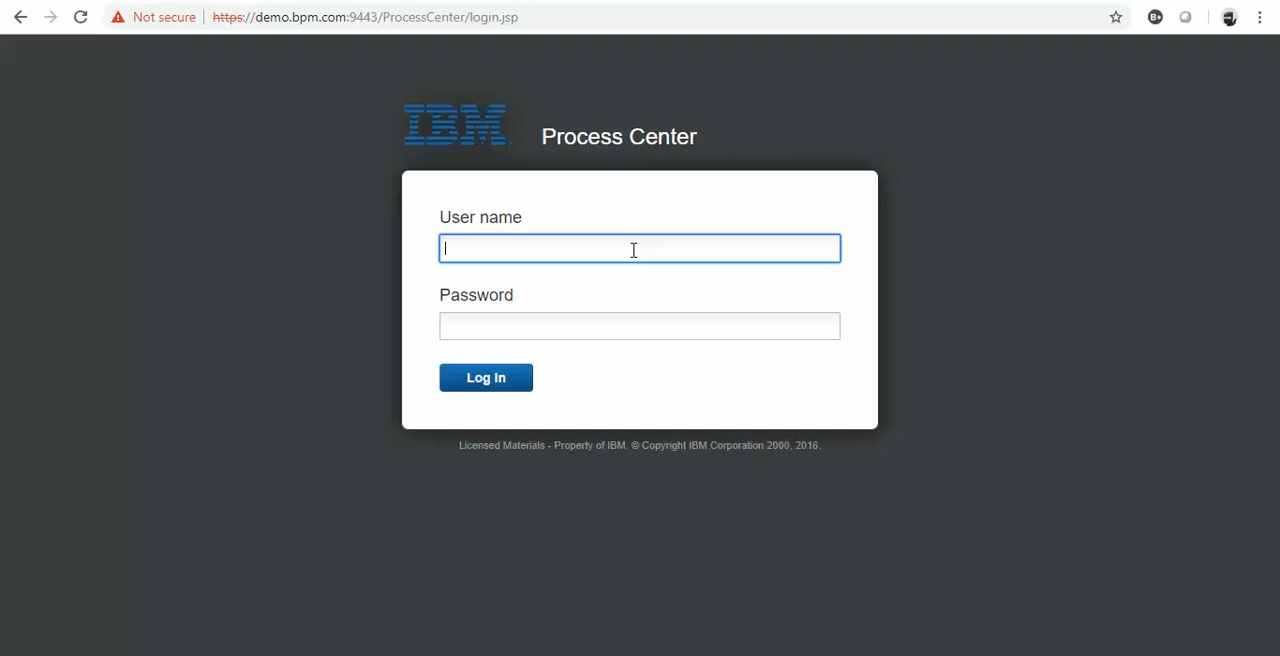 Not secure https://demo.bpm.com:9443/ProcessCenter/login.jsp
IBM Process Center
User name
Password
Log In
Licensed Materials - Property of IBM. © Copyright IBM Corporation 2000, 2016.